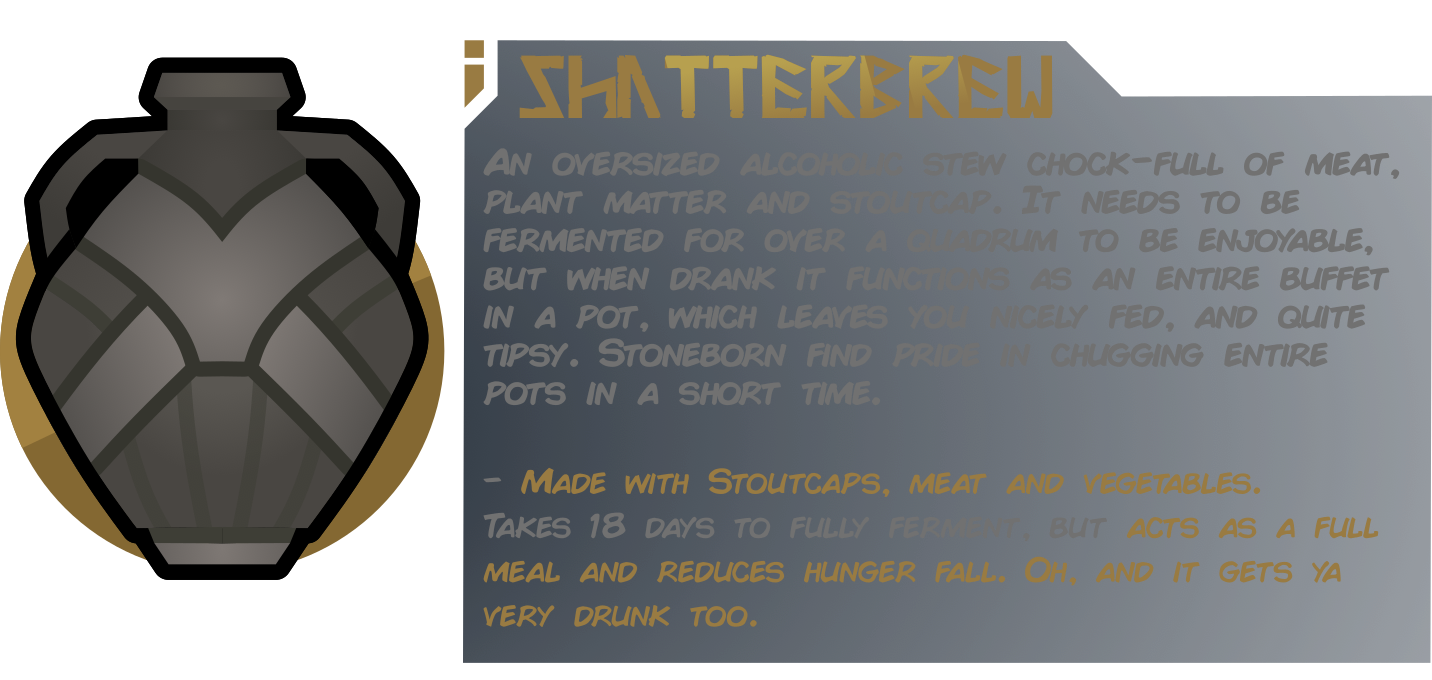 SHATTERBREW
An oversized alcoholic stew chock-full of meat,
plant matter and stoutcap. It needs to be
fermented for over a quadrum to be enjoyable,
but when drank it functions as an entire buffet
in a pot, which leaves you nicely fed, and quite
tipsy. Stoneborn find pride in chugging entire
pots in a short time.
- Made with Stoutcaps, meat and vegetables.
Takes 18 days to fully ferment, but acts as a full
meal and reduces hunger fall. Oh, and it gets ya
very drunk too.